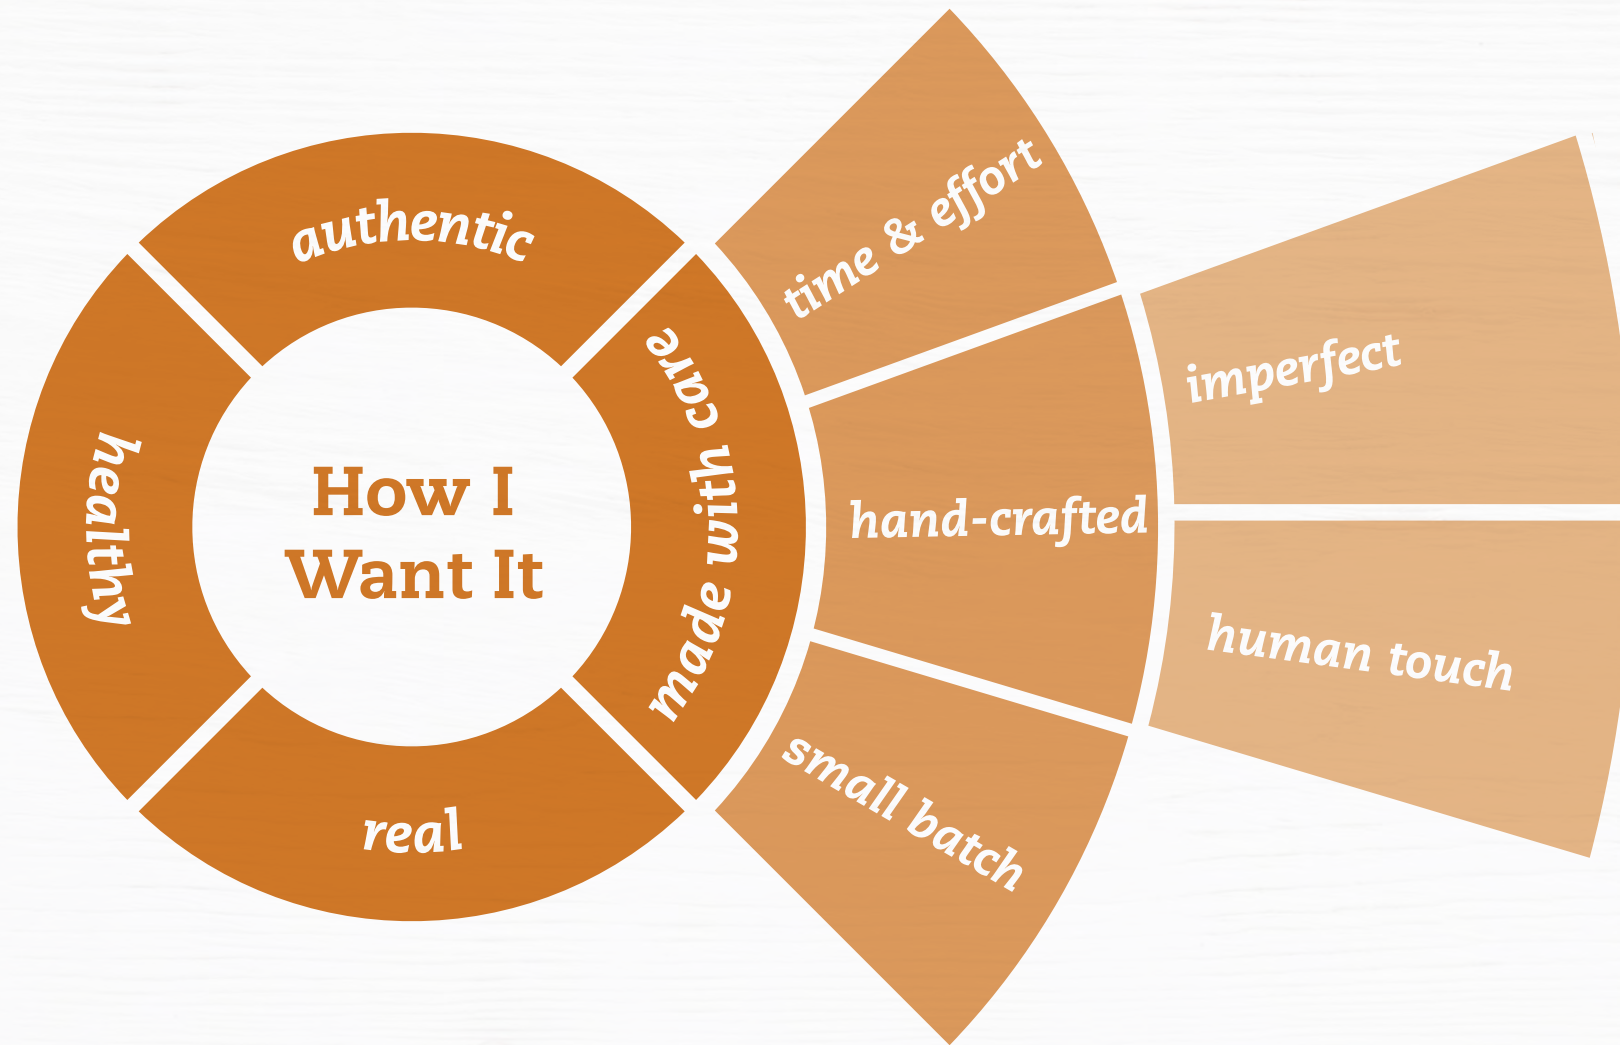 How I
Want It
authentic
made with care
real
healthy
time & effort
hand-crafted
small batch
imperfect
human touch